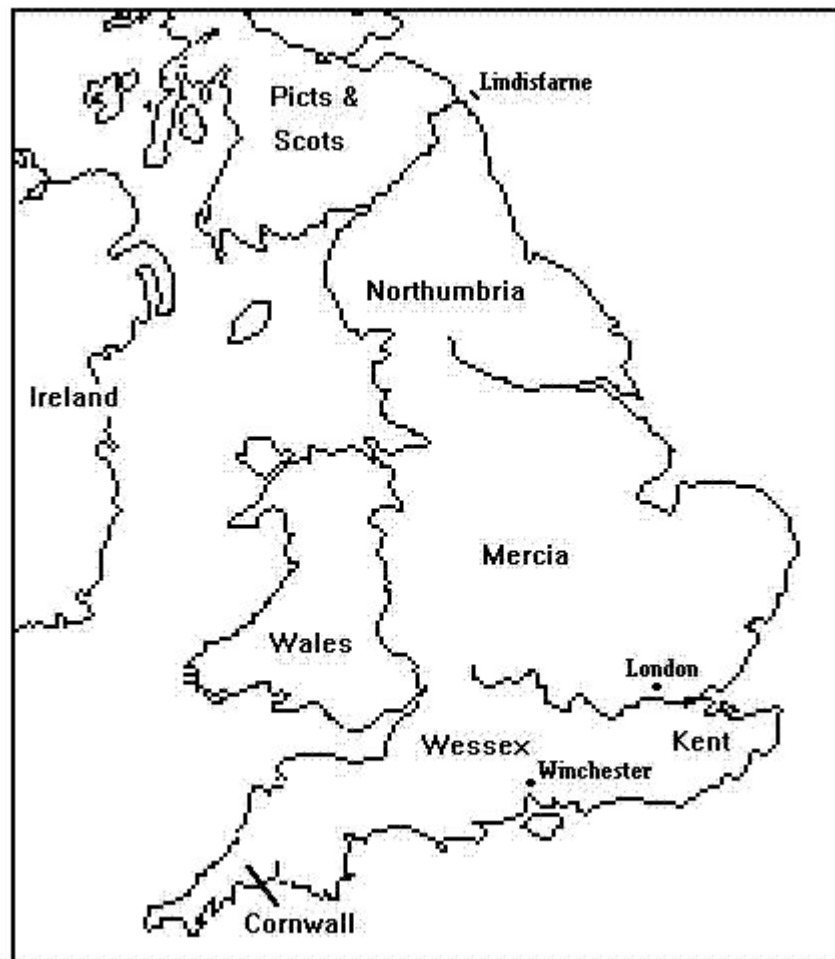 Lindisfarne
Picts &
Scots
Northumbria
Ireland
Mercia
Wales
London
Wessex
Kent
Winchester
Cornwall